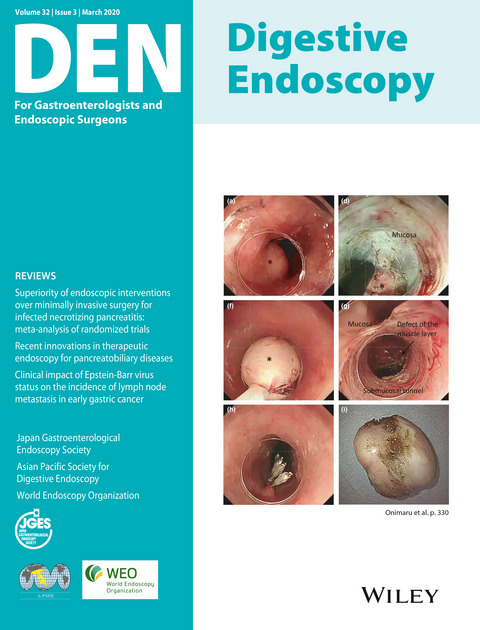 Volume 32 | Issue 3 | March 2020
DEN
For Gastroenterologists and
Endoscopic Surgeons
Digestive
Endoscopy
REVIEWS
Superiority of endoscopic interventions
over minimally invasive surgery for
infected necrotizing pancreatitis:
meta-analysis of randomized trials
Recent innovations in therapeutic
endoscopy for pancreatobiliary diseases
Clinical impact of Epstein-Barr virus
status on the incidence of lymph node
metastasis in early gastric cancer
Japan Gastroenterological
Endoscopy Society
Asian Pacific Society for
Digestive Endoscopy
World Endoscopy Organization
JGES
JAPAN
GASTROENTEROLOGICAL
ENDOSCOPY
SOCIETY
WEO
World Endoscopy
Organization
(a)
*
(d)
Mucosa
*
(f)
*
(g)
Mucosa
Defect of the
muscle layer
*
Submucosal tunnel
(h)
(i)
Onimaru et al. p. 330
WILEY